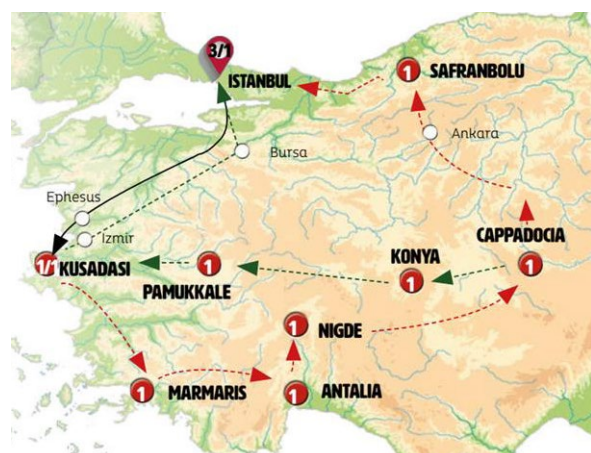 3/1
ISTANBUL
1
SAFRANBOLU
Ankara
Bursa
Ephesus
Izmir
1/1
KUSADASI
1
PAMUKKALE
KONYA
1
CAPPADOCIA
1
1
NIGDE
1
MARMARIS
1
ANTALIA